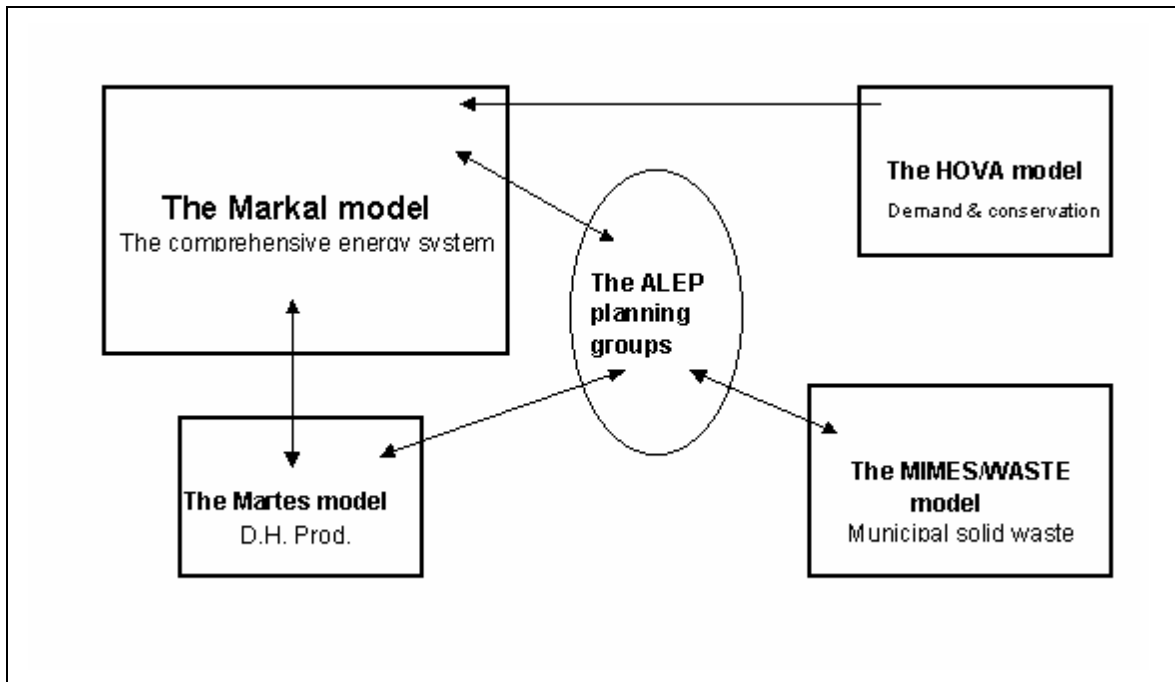 The Markal model
The comprehensive energy system
The HOVA model
Demand & conservation
The ALEP
planning
groups
The Martes model
D.H. Prod.
The MIMES/WASTE
model
Municipal solid waste